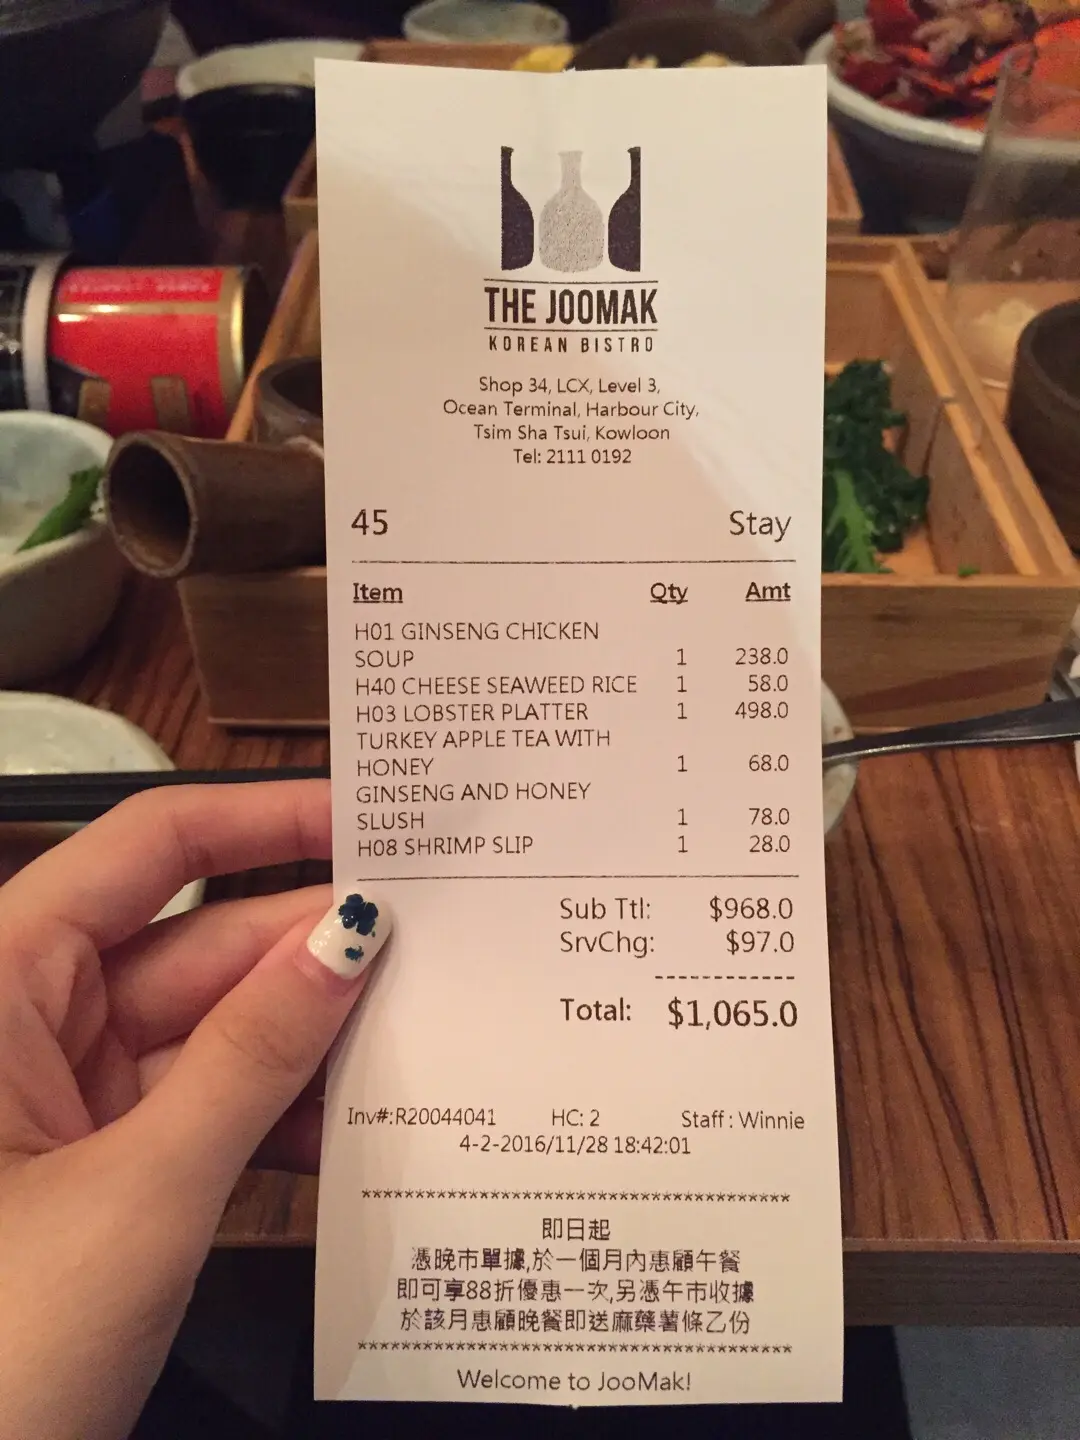 THE JOOMAK
KOREAN BISTRO
Shop 34, LCX, Level 3,
Ocean Terminal, Harbour City,
Tsim Sha Tsui, Kowloon
Tel: 2111 0192
45 Stay
Item Qty Amt
H01 GINSENG CHICKEN
SOUP 1 238.0
H40 CHEESE SEAWEED RICE 1 58.0
H03 LOBSTER PLATTER 1 498.0
TURKEY APPLE TEA WITH
HONEY 1 68.0
GINSENG AND HONEY
SLUSH 1 78.0
H08 SHRIMP SLIP 1 28.0
Sub Ttl: $968.0
SrvChg: $97.0
------------
Total: $1,065.0
Inv#:R20044041 HC: 2 Staff : Winnie
4-2-2016/11/28 18:42:01
****************************************
即日起
憑晚市單據,於一個月內惠顧午餐
即可享88折優惠一次,另憑午市收據
於該月惠顧晚餐即送麻藥薯條乙份
****************************************
Welcome to JooMak!